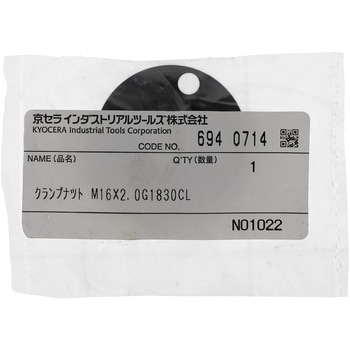 京セラ インダストリアルツールズ株式会社
KYOCERA Industrial Tools Corporation
CODE NO. 694 0714
NAME (品名) Q'TY (数量) 1
クランプナット M16X2.0G1830CL
N01022